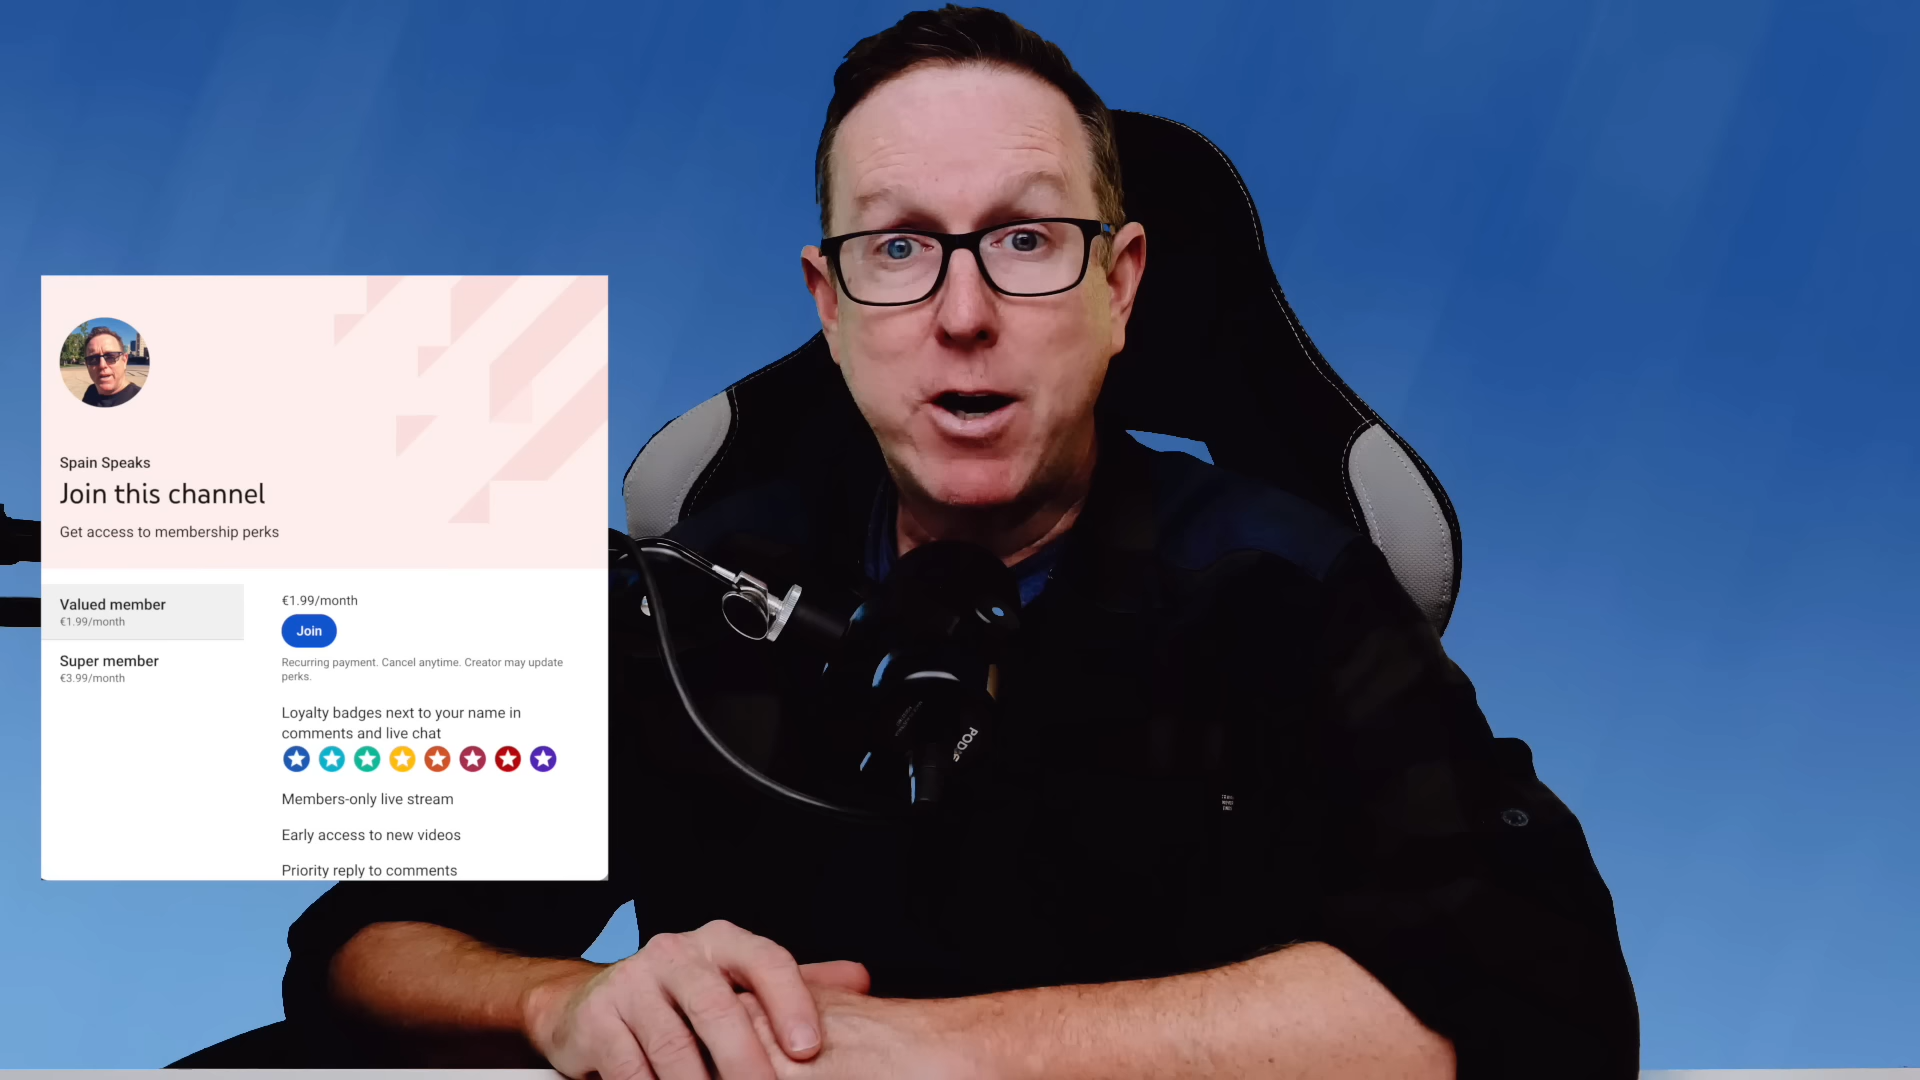 Spain Speaks
Join this channel
Get access to membership perks
Valued member
€1.99/month
Super member
€3.99/month
€1.99/month
Join
Recurring payment. Cancel anytime. Creator may update
perks.
Loyalty badges next to your name in
comments and live chat
Members-only live stream
Early access to new videos
Priority reply to comments